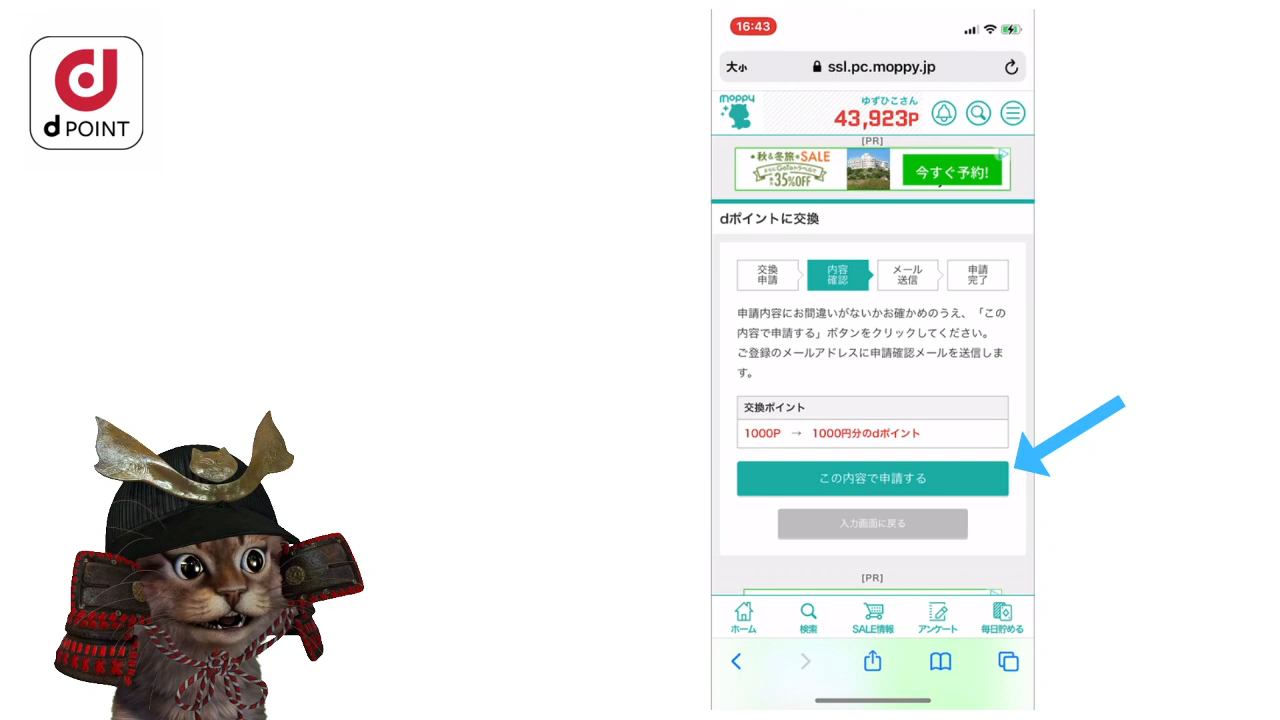 d POINT
16:43
大小
ssl.pc.moppy.jp
moppy
ゆずひこさん
43,923P
[PR]
秋&冬旅SALE
35%OFF
今すぐ予約!
dポイントに交換
交換
申請
内容
確認
メール
送信
申請
完了
申請内容にお間違いがないかお確かめのうえ、「この
内容で申請する」ボタンをクリックしてください。
ご登録のメールアドレスに申請確認メールを送信しま
す。
交換ポイント
1000P → 1000円分のdポイント
この内容で申請する
入力画面に戻る
[PR]
ホーム
検索
SALE情報
アンケート
毎日貯める